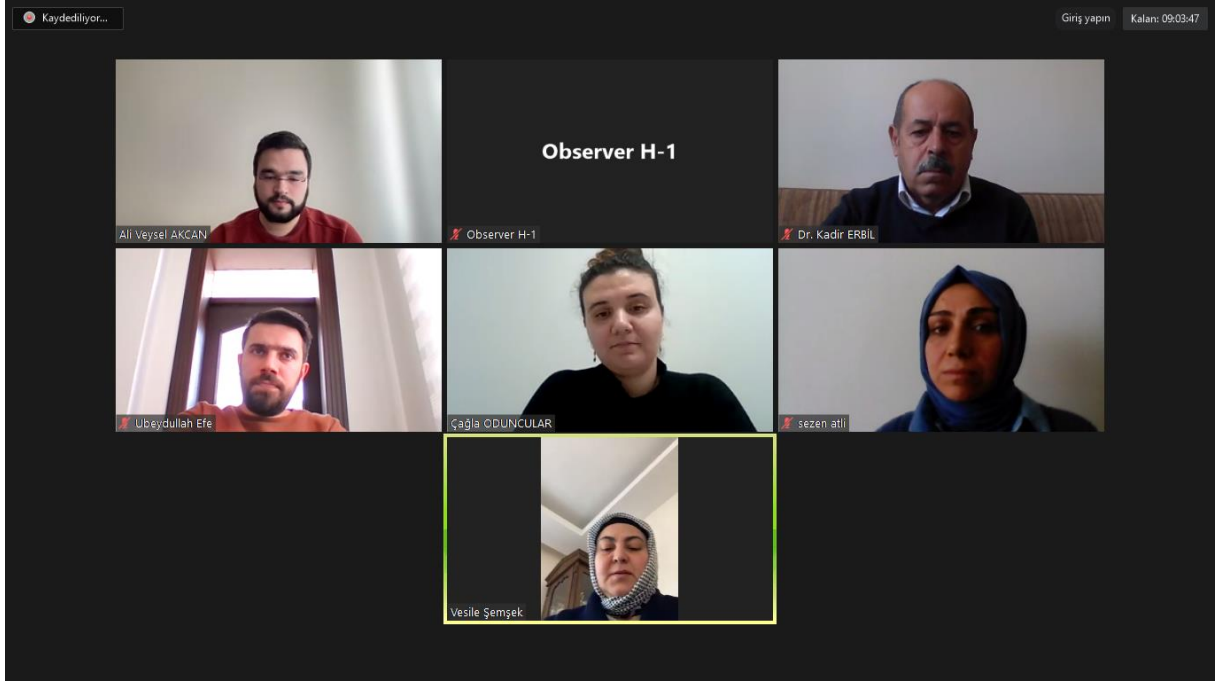 Kaydediliyor...
Giriş yapın
Kalan: 09:03:47
Observer H-1
Ali Veysel AKCAN
Observer H-1
Dr. Kadir ERBİL
Ubeydullah Efe
Çağla ODUNCULAR
sezen atli
Vesile Şemşek